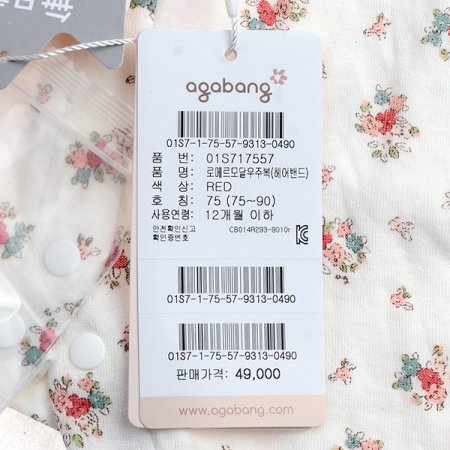 agabang
01S7-1-75-57-9313-0490
품 번: 01S717557
품 명: 로메르모달우주복(헤어밴드)
색 상: RED
호 칭: 75 (75~90)
사용연령: 12개월 이하
안전확인신고
확인증번호 CB014R293-9010r
01S7-1-75-57-9313-0490
01S7-1-75-57-9313-0490
판매가격: 49,000
www.agabang.com